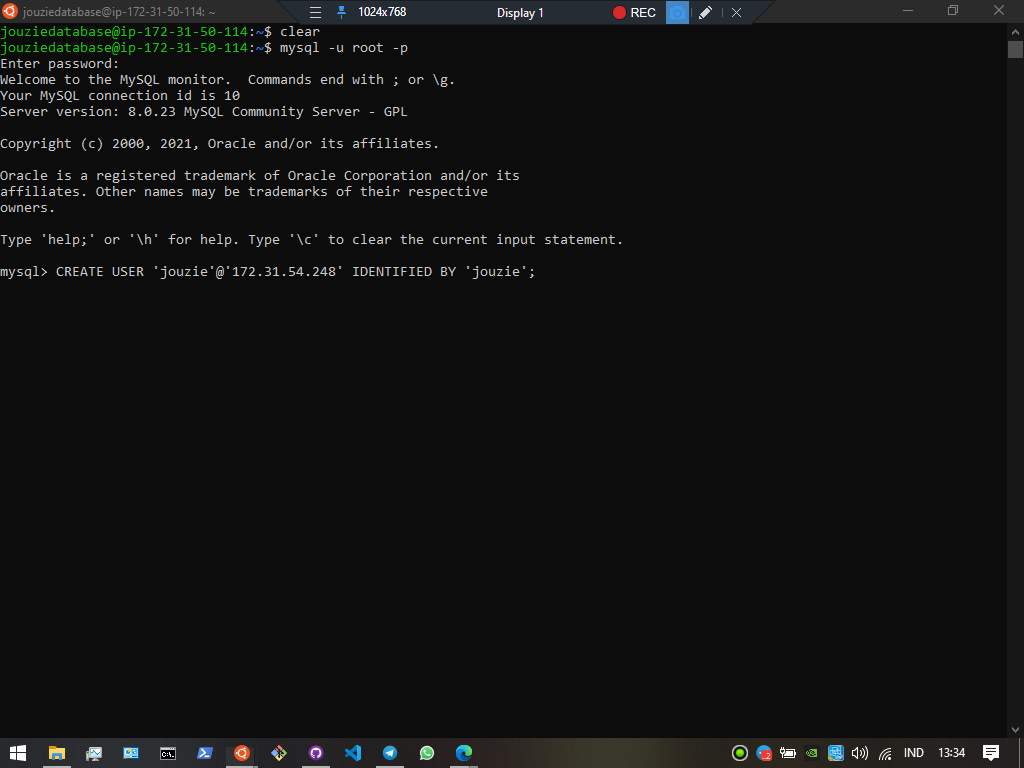 jouziedatabase@ip-172-31-50-114: ~
1024x768
Display 1
REC
jouziedatabase@ip-172-31-50-114:~$ clear
jouziedatabase@ip-172-31-50-114:~$ mysql -u root -p
Enter password:
Welcome to the MySQL monitor.  Commands end with ; or \g.
Your MySQL connection id is 10
Server version: 8.0.23 MySQL Community Server - GPL
Copyright (c) 2000, 2021, Oracle and/or its affiliates.
Oracle is a registered trademark of Oracle Corporation and/or its
affiliates. Other names may be trademarks of their respective
owners.
Type 'help;' or '\h' for help. Type '\c' to clear the current input statement.
mysql> CREATE USER 'jouzie'@'172.31.54.248' IDENTIFIED BY 'jouzie';
IND
13:34